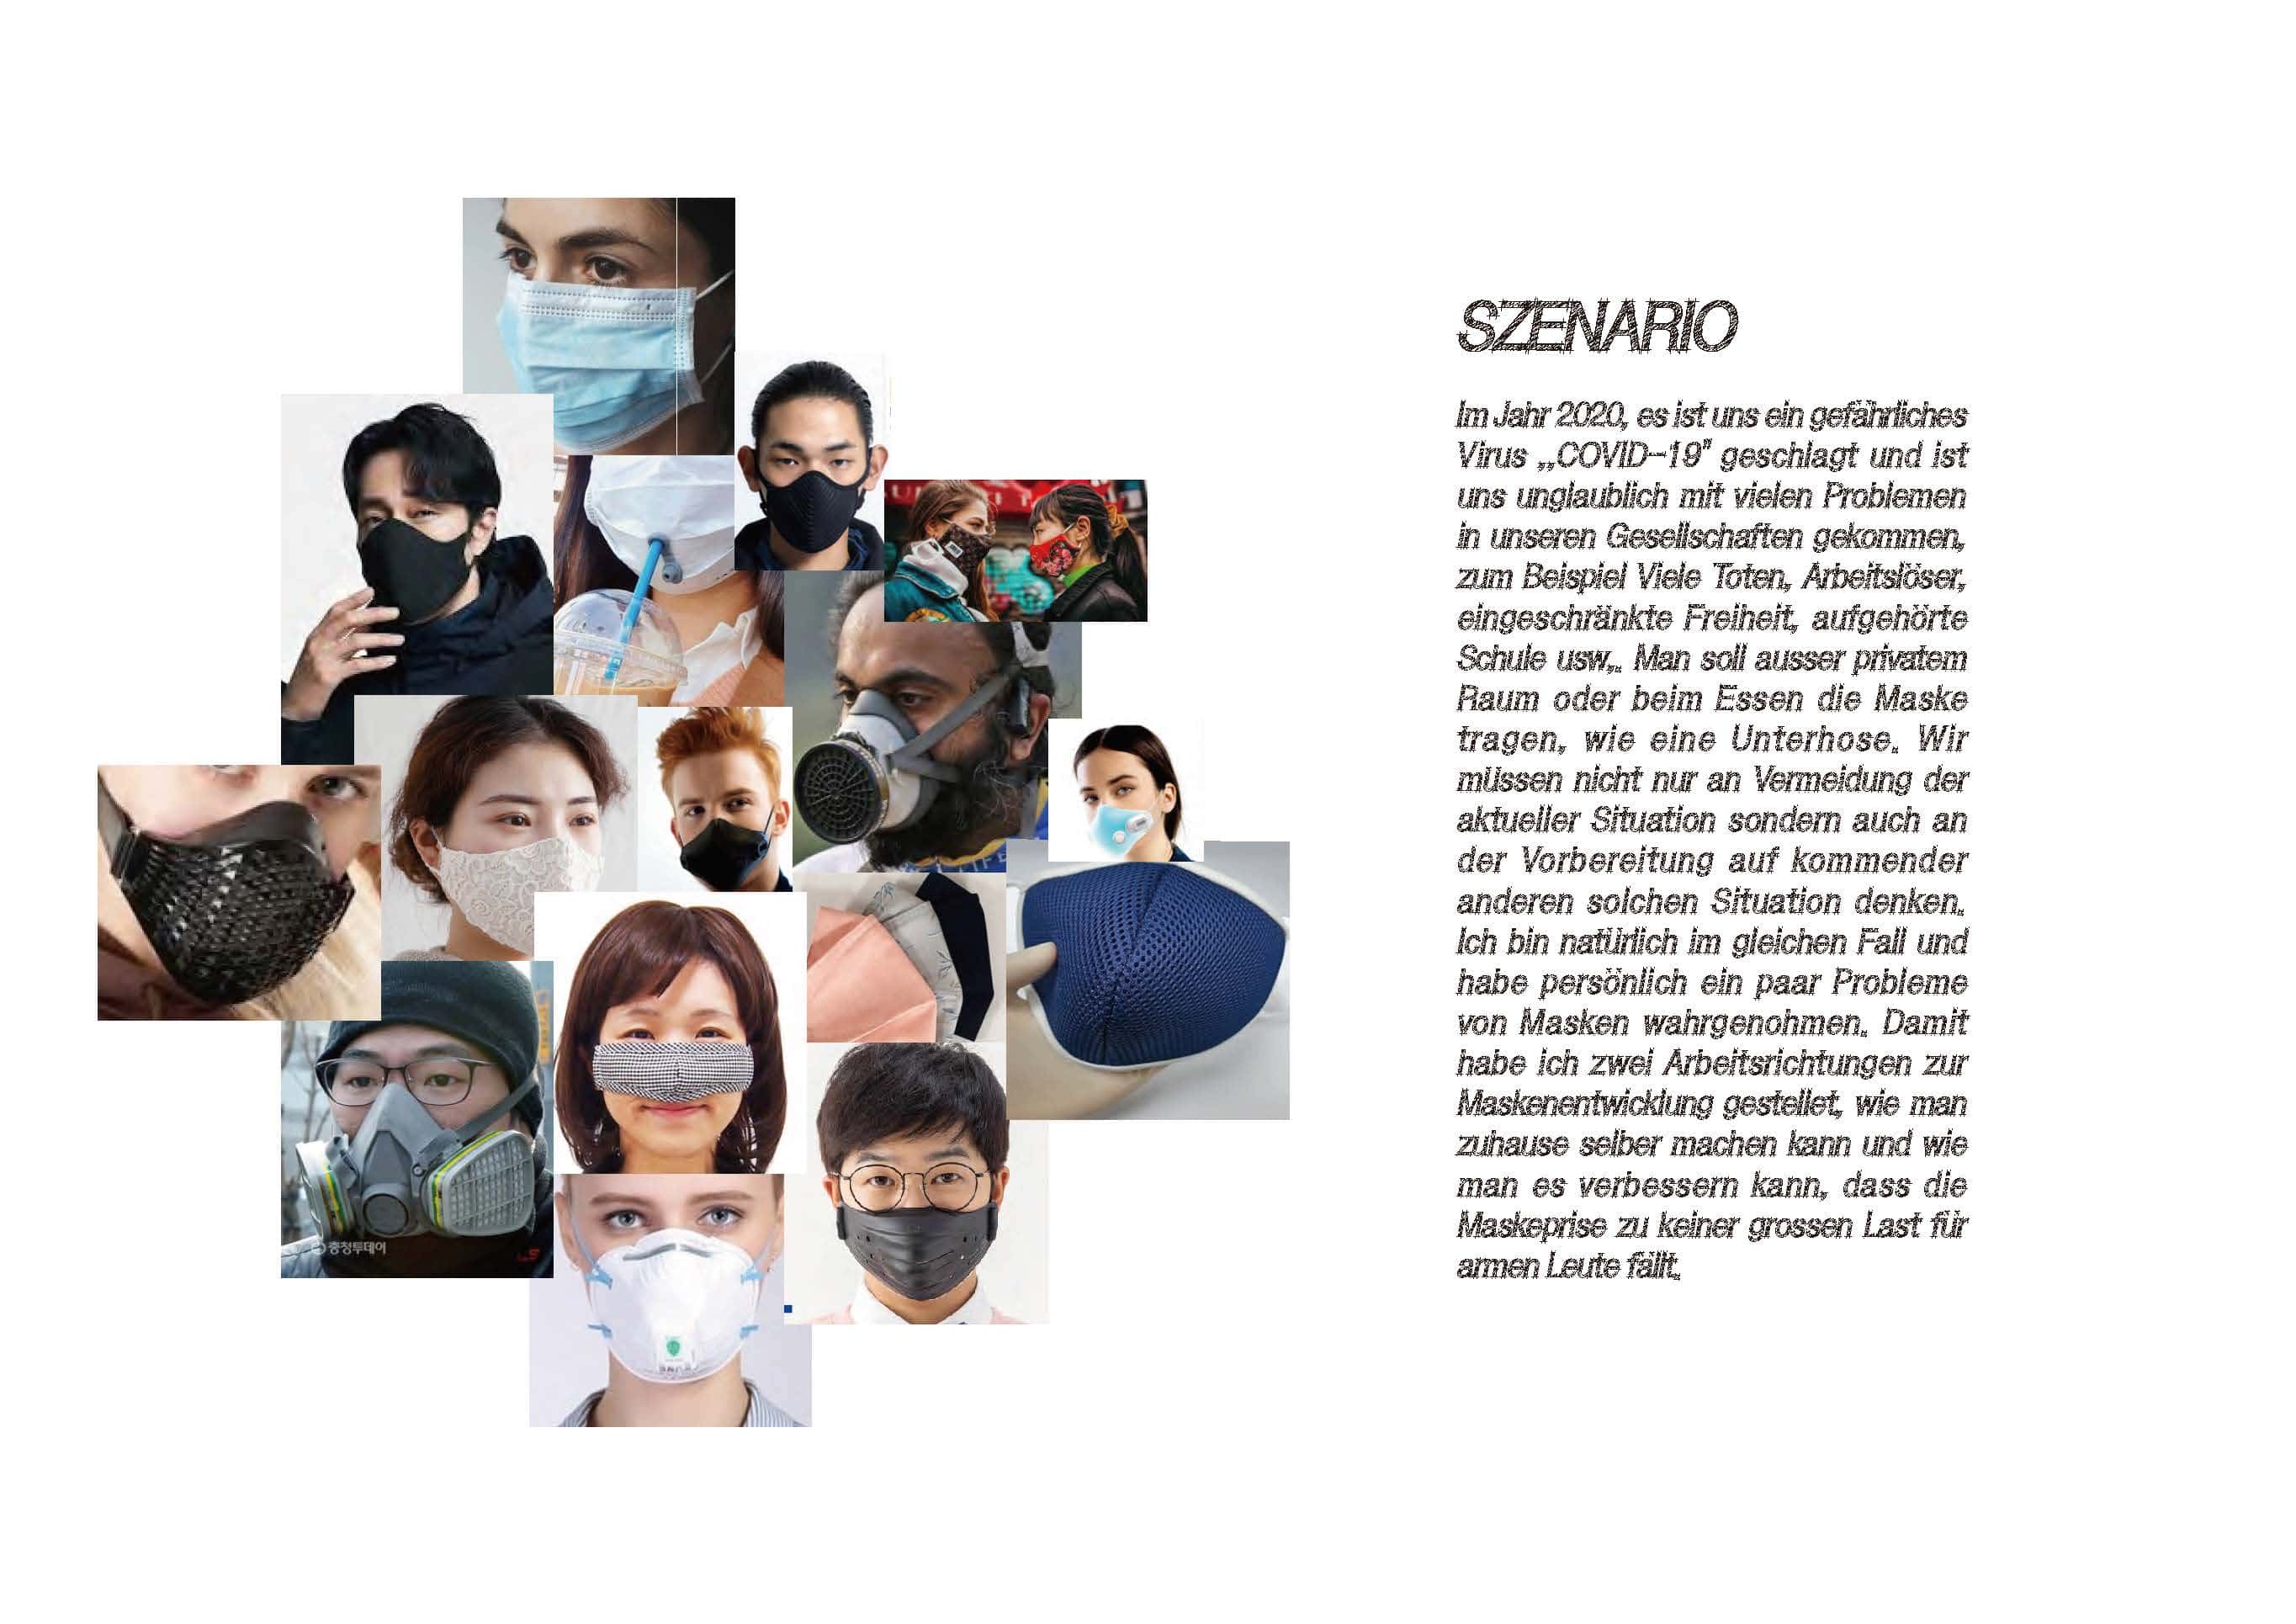 SZENARIO
Im Jahr 2020, es ist uns ein gefährliches
Virus „COVID-19" geschlagt und ist
uns unglaublich mit vielen Problemen
in unseren Gesellschaften gekommen,
zum Beispiel Viele Toten, Arbeitslöser,
eingeschränkte Freiheit, aufgehörte
Schule usw,. Man soll ausser privatem
Raum oder beim Essen die Maske
tragen, wie eine Unterhose. Wir
müssen nicht nur an Vermeidung der
aktueller Situation sondern auch an
der Vorbereitung auf kommender
anderen solchen Situation denken.
Ich bin natürlich im gleichen Fall und
habe persönlich ein paar Probleme
von Masken wahrgenohmen. Damit
habe ich zwei Arbeitsrichtungen zur
Maskenentwicklung gestellet, wie man
zuhause selber machen kann und wie
man es verbessern kann, dass die
Maskeprise zu keiner grossen Last für
armen Leute fällt.
충청투데이